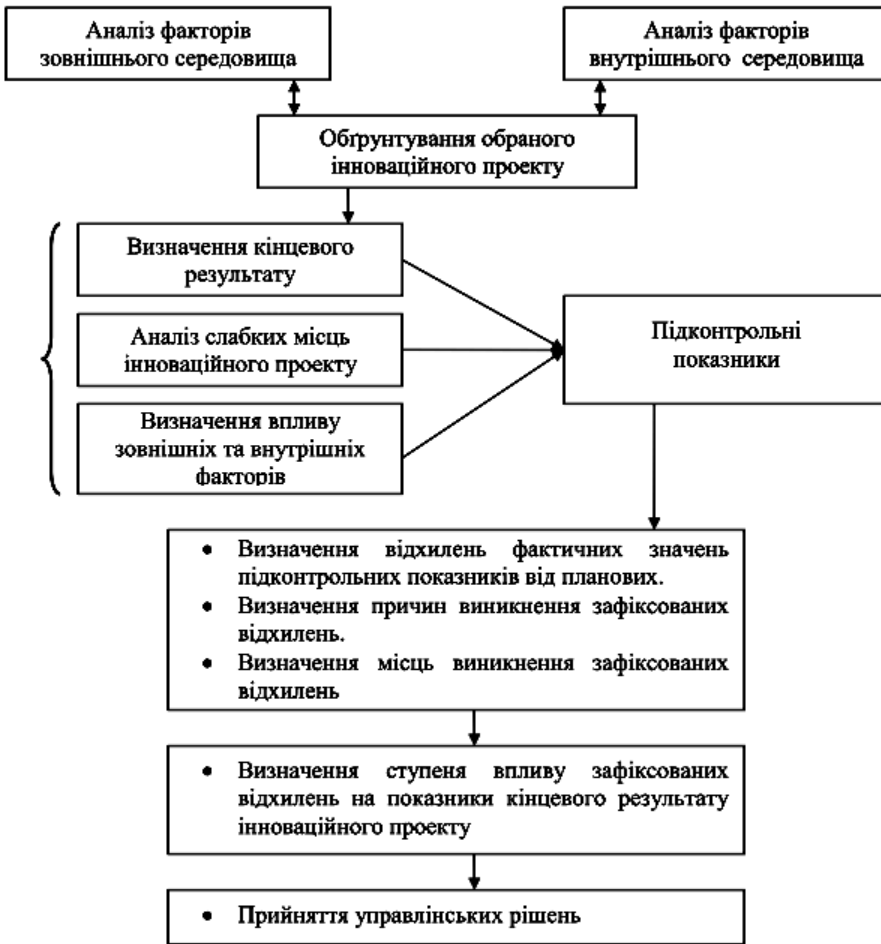 Аналіз факторів
зовнішнього середовища
Аналіз факторів
внутрішнього середовища
Обґрунтування обраного
інноваційного проекту
Визначення кінцевого
результату
Аналіз слабких місць
інноваційного проекту
Визначення впливу
зовнішніх та внутрішніх
факторів
Підконтрольні
показники
• Визначення відхилень фактичних значень
підконтрольних показників від планових.
• Визначення причин виникнення зафіксованих
відхилень.
• Визначення місць виникнення зафіксованих
відхилень
• Визначення ступеня впливу зафіксованих
відхилень на показники кінцевого результату
інноваційного проекту
• Прийняття управлінських рішень